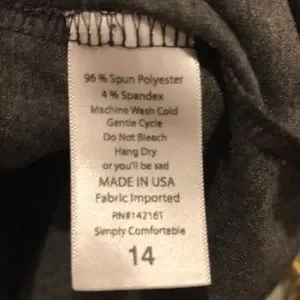 96 % Spun Polyester
4 % Spandex
Machine Wash Cold
Gentle Cycle
Do Not Bleach
Hang Dry
or you'll be sad
MADE IN USA
Fabric Imported
RN#142161
Simply Comfortable
14